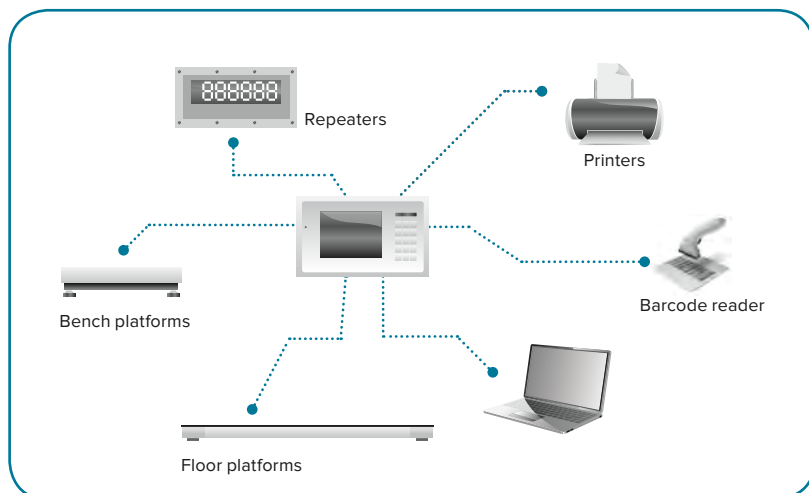 888888
Repeaters
Printers
Bench platforms
Barcode reader
Floor platforms